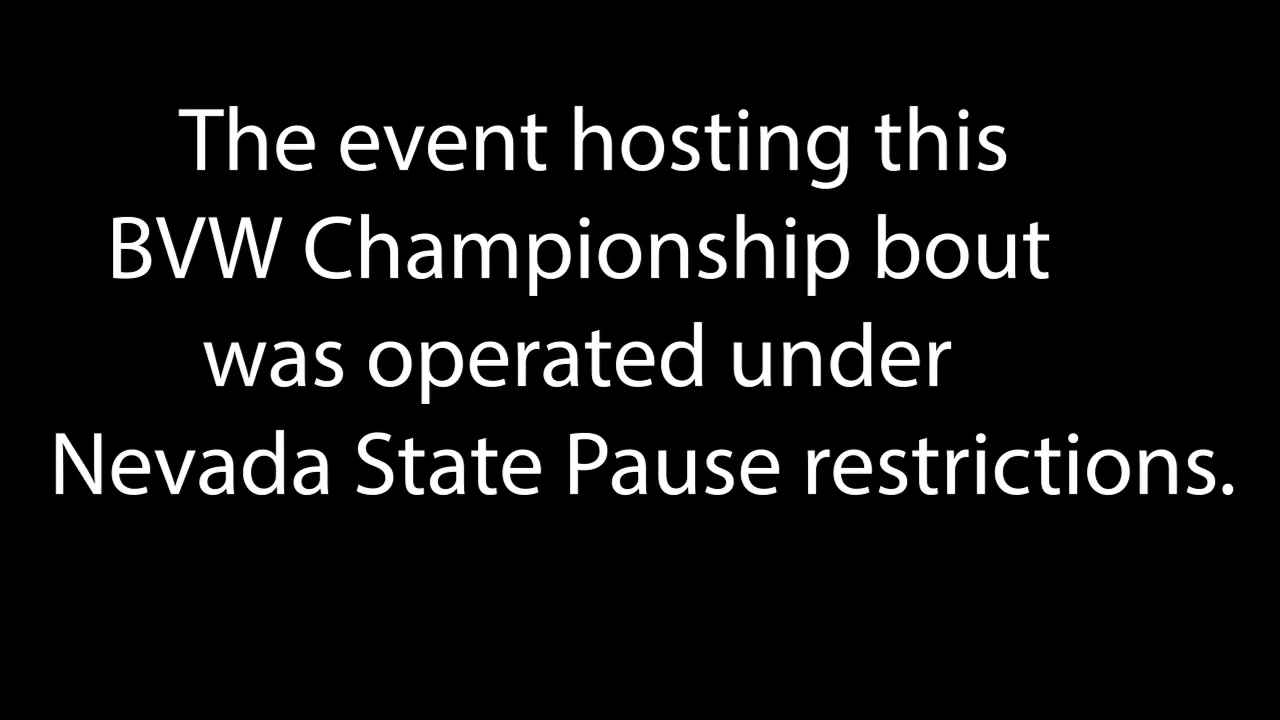 The event hosting this
BVW Championship bout
was operated under
Nevada State Pause restrictions.